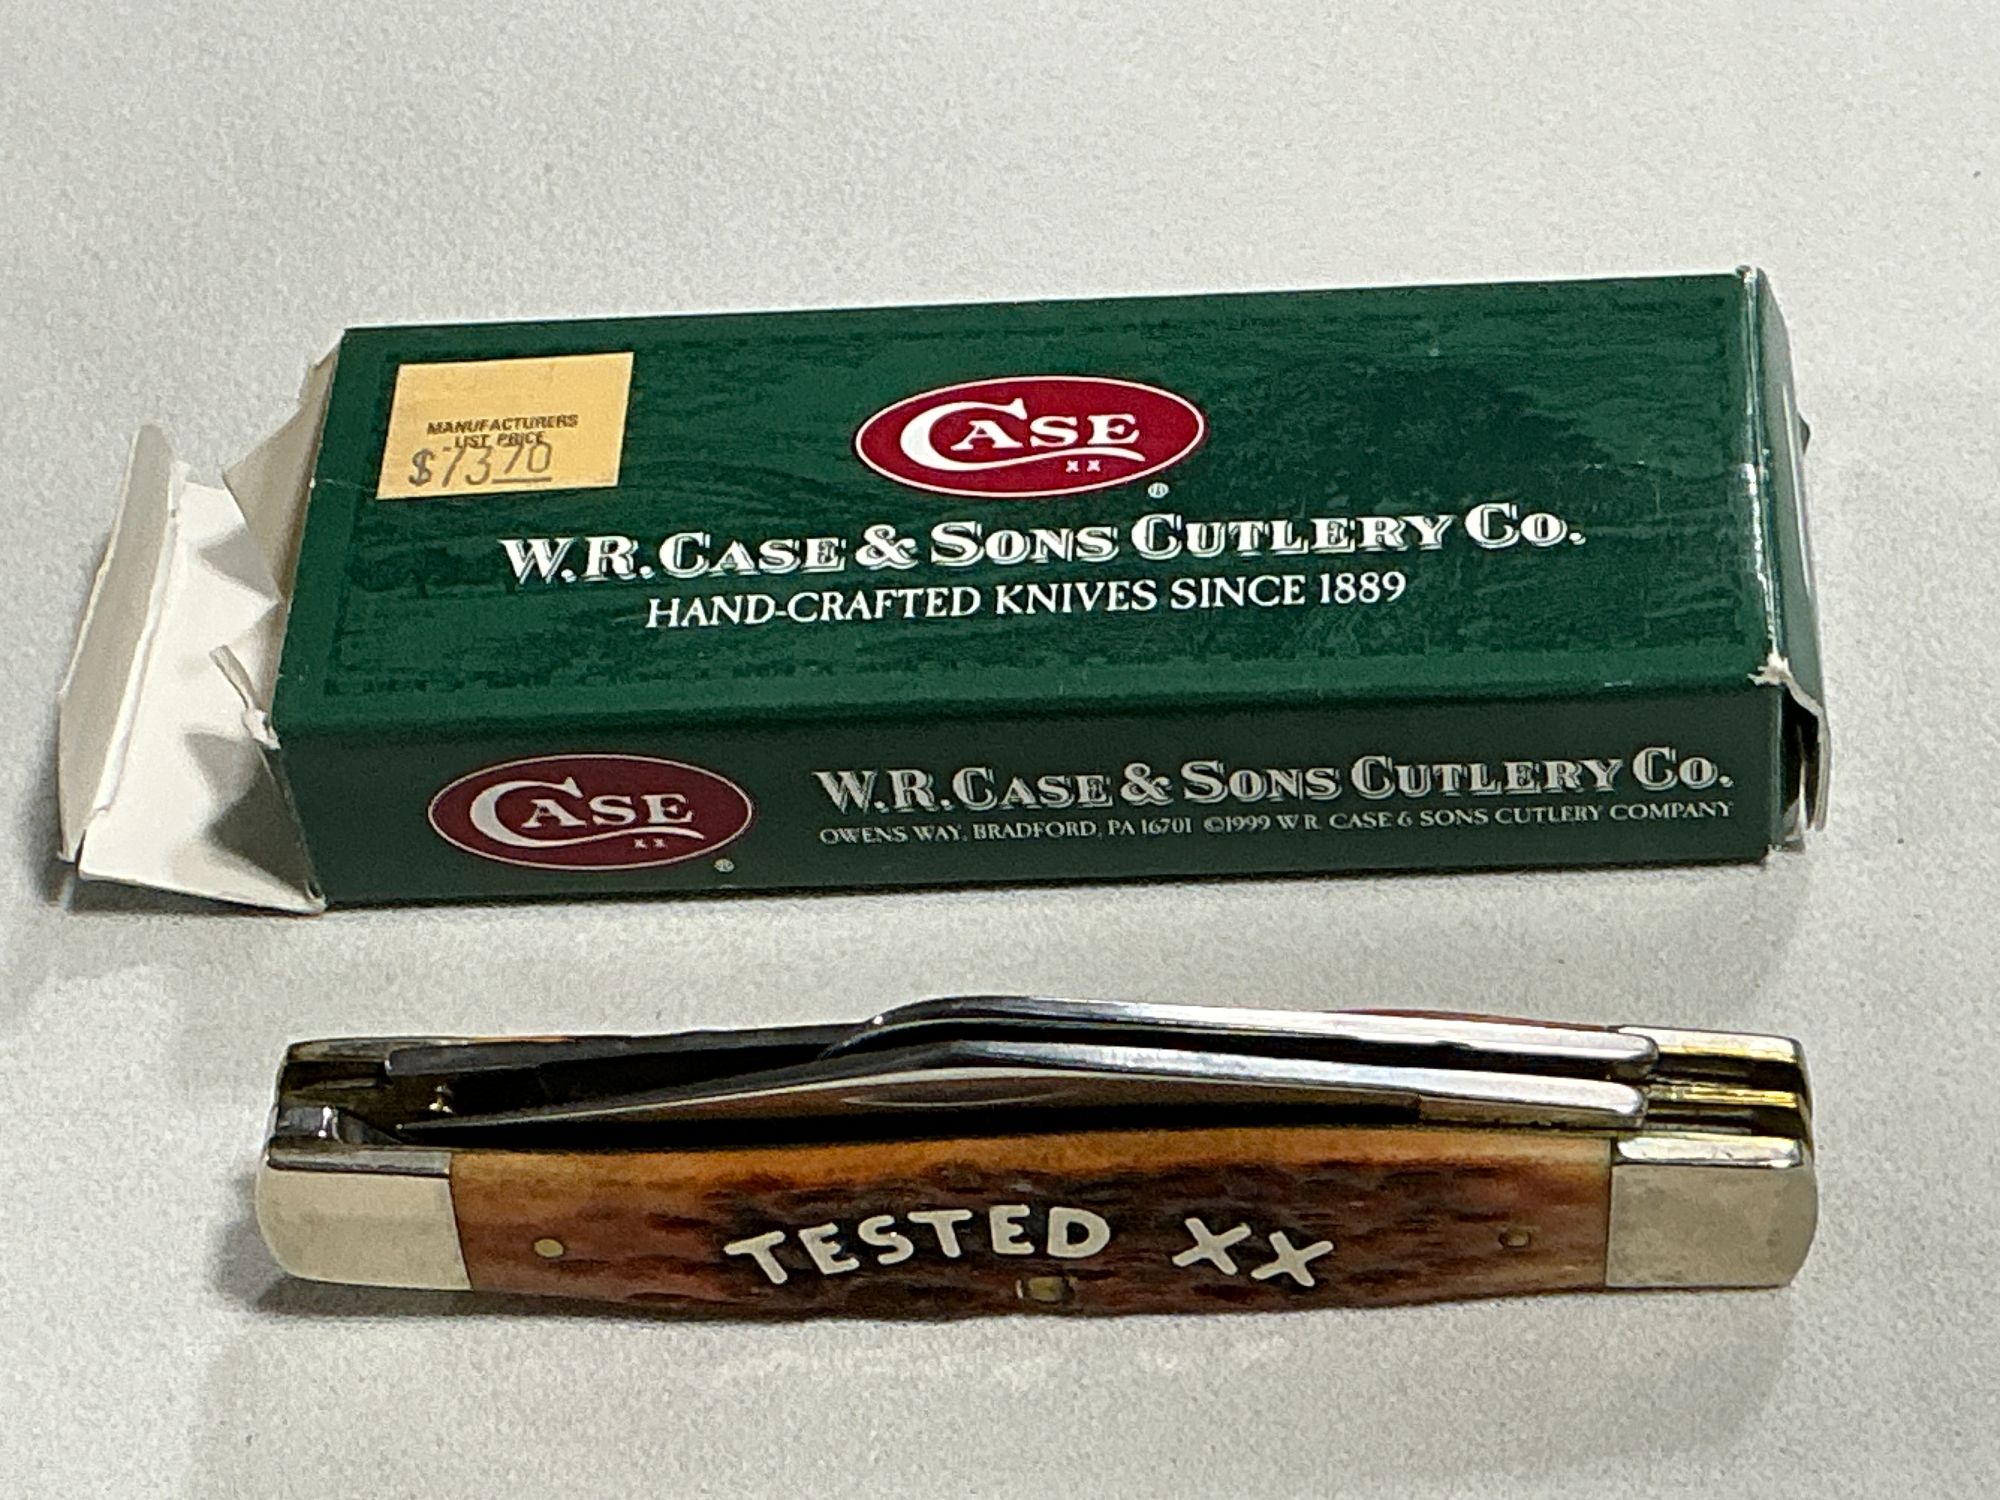 MANUFACTURERS
LIST PRICE
$73.70
CASE
XX
®
W.R. CASE & SONS CUTLERY CO.
HAND-CRAFTED KNIVES SINCE 1889
CASE
XX
®
W.R. CASE & SONS CUTLERY CO.
OWENS WAY, BRADFORD, PA 16701 ©1999 W R CASE & SONS CUTLERY COMPANY
TESTED XX